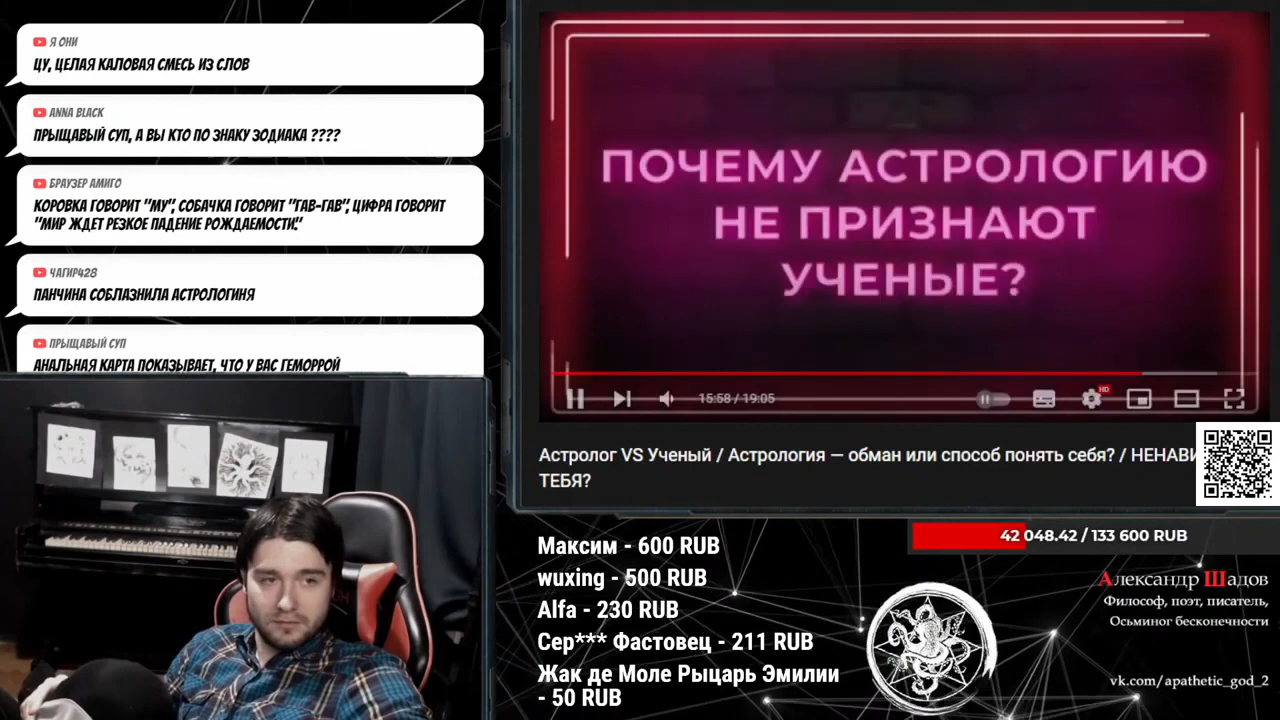 Я ОНИ
ЦУ, ЦЕЛАЯ КАЛОВАЯ СМЕСЬ ИЗ СЛОВ
ANNA BLACK
ПРЫЩАВЫЙ СУП, А ВЫ КТО ПО ЗНАКУ ЗОДИАКА ????
БРАУЗЕР АМИГО
КОРОВКА ГОВОРИТ "МУ", СОБАЧКА ГОВОРИТ "ГАВ-ГАВ", ЦИФРА ГОВОРИТ
"МИР ЖДЕТ РЕЗКОЕ ПАДЕНИЕ РОЖДАЕМОСТИ."
ЧАГИР428
ПАНЧИНА СОБЛАЗНИЛА АСТРОЛОГИНЯ
ПРЫЩАВЫЙ СУП
АНАЛЬНАЯ КАРТА ПОКАЗЫВАЕТ, ЧТО У ВАС ГЕМОРРОЙ
ПОЧЕМУ АСТРОЛОГИЮ
НЕ ПРИЗНАЮТ
УЧЕНЫЕ?
15:58 / 19:05
HD
Астролог VS Ученый / Астрология — обман или способ понять себя? / НЕНАВИ
ТЕБЯ?
42 048.42 / 133 600 RUB
Максим - 600 RUB
wuxing - 500 RUB
Alfa - 230 RUB
Сер*** Фастовец - 211 RUB
Жак де Моле Рыцарь Эмилии
- 50 RUB
Александр Шадов
Философ, поэт, писатель,
Осьминог бесконечности
vk.com/apathetic_god_2